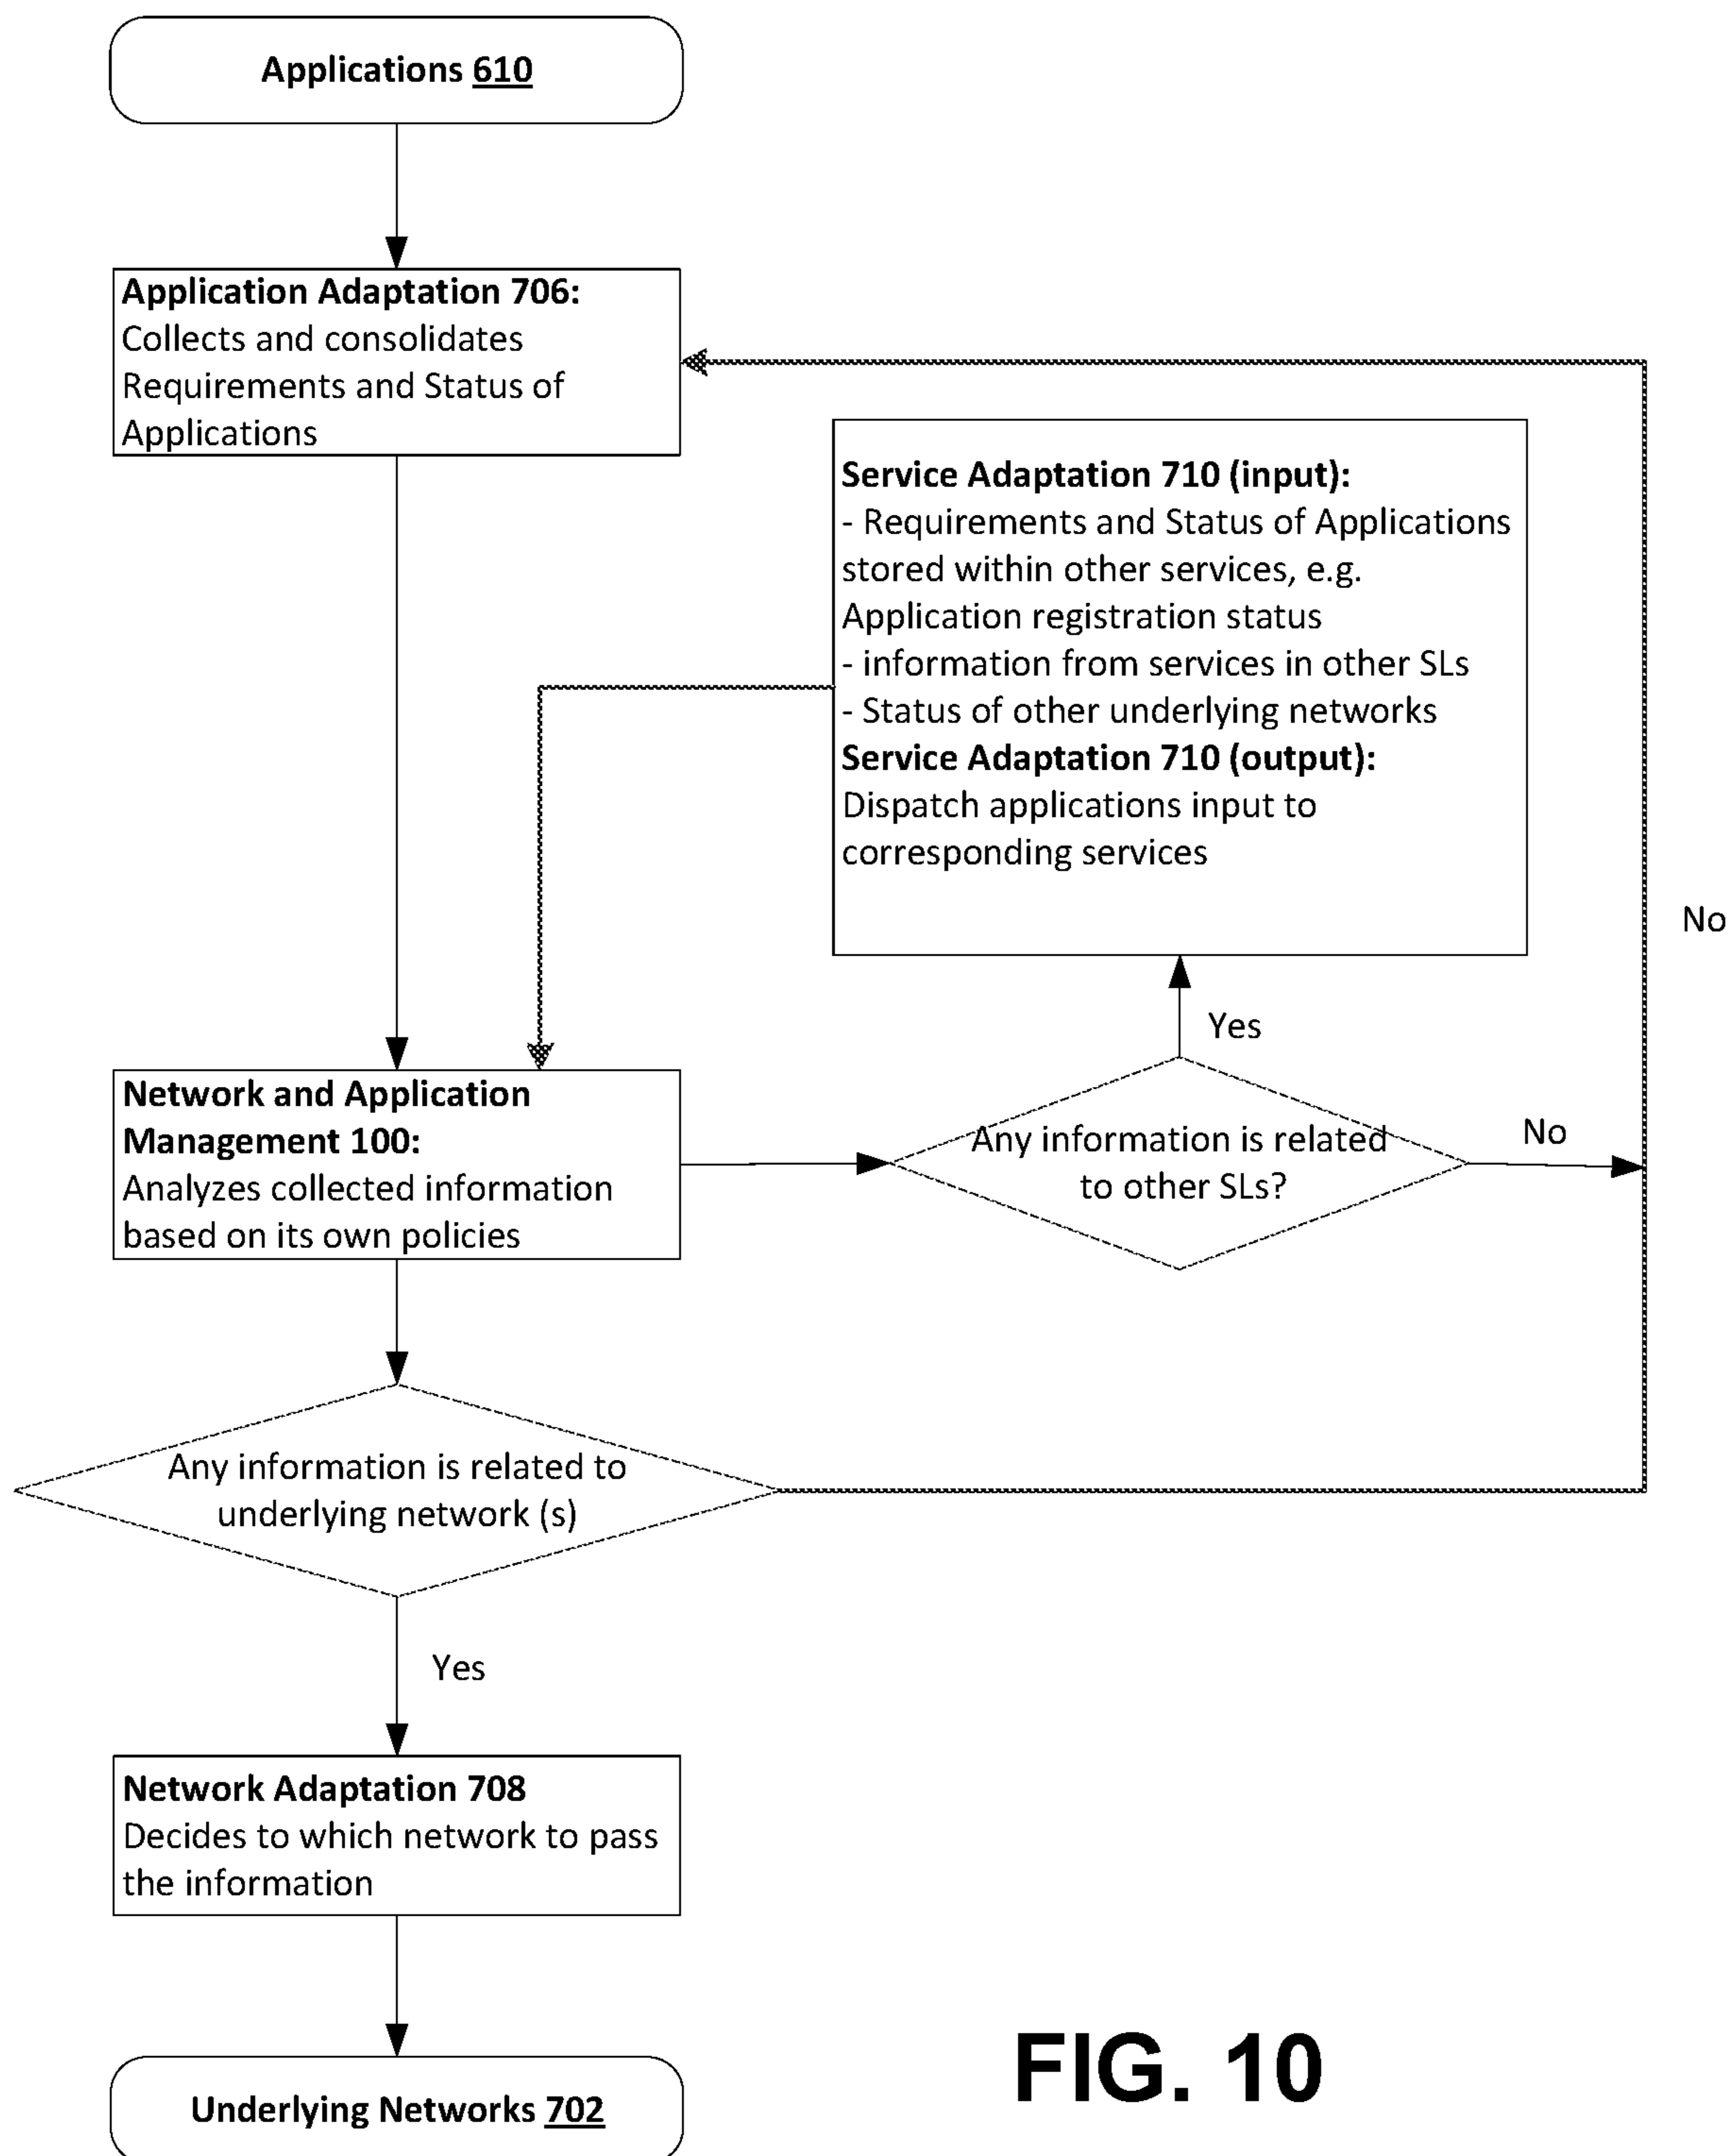 Applications 610
Application Adaptation 706:
Collects and consolidates
Requirements and Status of
Applications
Service Adaptation 710 (input):
- Requirements and Status of Applications
stored within other services, e.g.
Application registration status
- information from services in other SLs
- Status of other underlying networks
Service Adaptation 710 (output):
Dispatch applications input to
corresponding services
No
Yes
Network and Application
Management 100:
Analyzes collected information
based on its own policies
Any information is related
to other SLs?
No
Any information is related to
underlying network (s)
Yes
Network Adaptation 708
Decides to which network to pass
the information
Underlying Networks 702
FIG. 10